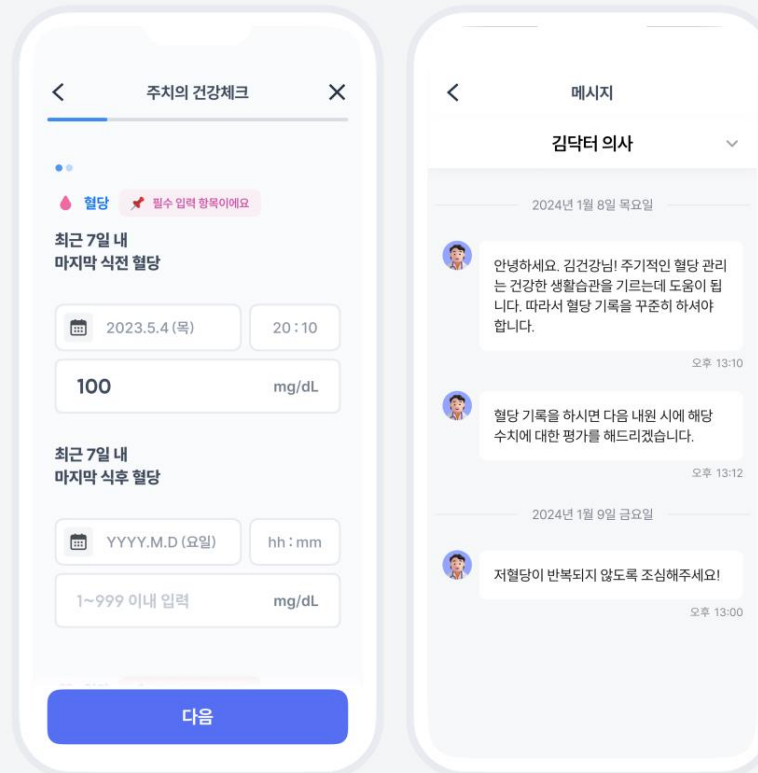 주치의 건강체크
혈당
필수 입력 항목이에요
최근 7일 내
마지막 식전 혈당
2023.5.4 (목)
20 : 10
100
mg/dL
최근 7일 내
마지막 식후 혈당
YYYY.M.D (요일)
hh : mm
1~999 이내 입력
mg/dL
다음
메시지
김닥터 의사
2024년 1월 8일 목요일
안녕하세요. 김건강님! 주기적인 혈당 관리
는 건강한 생활습관을 기르는데 도움이 됩
니다. 따라서 혈당 기록을 꾸준히 하셔야
합니다.
오후 13:10
혈당 기록을 하시면 다음 내원 시에 해당
수치에 대한 평가를 해드리겠습니다.
오후 13:12
2024년 1월 9일 금요일
저혈당이 반복되지 않도록 조심해주세요!
오후 13:00